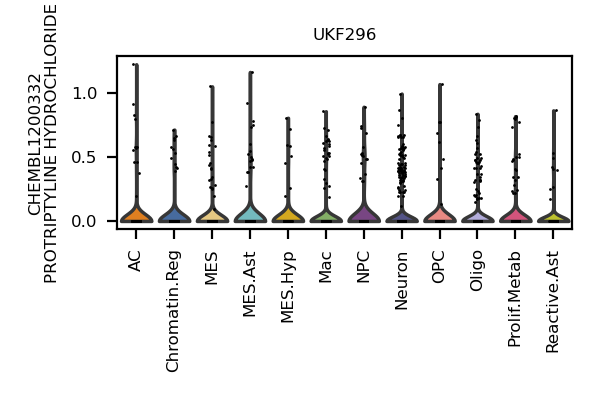 UKF296
CHEMBL1200332
PROTRIPTYLINE HYDROCHLORIDE
1.0
0.5
0.0
AC
Chromatin.Reg
MES
MES.Ast
MES.Hyp
Mac
NPC
Neuron
OPC
Oligo
Prolif.Metab
Reactive.Ast